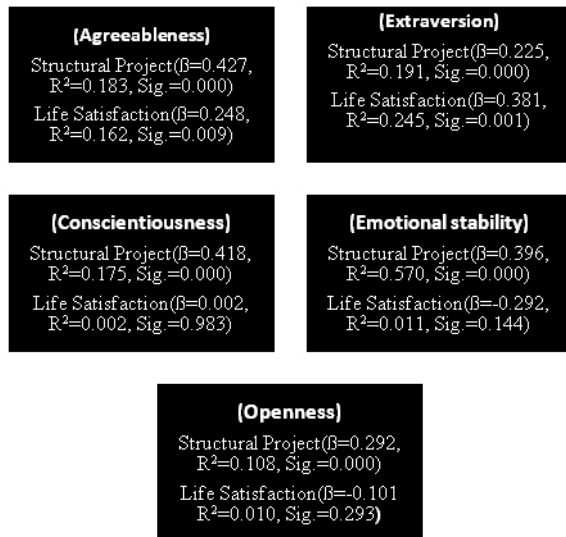 (Agreeableness)
Structural Project(ß=0.427,
R²=0.183, Sig.=0.000)
Life Satisfaction(ß=0.248,
R²=0.162, Sig.=0.009)
(Extraversion)
Structural Project(ß=0.225,
R²=0.191, Sig.=0.000)
Life Satisfaction(ß=0.381,
R²=0.245, Sig.=0.001)
(Conscientiousness)
Structural Project(ß=0.418,
R²=0.175, Sig.=0.000)
Life Satisfaction(ß=0.002,
R²=0.002, Sig.=0.983)
(Emotional stability)
Structural Project(ß=0.396,
R²=0.570, Sig.=0.000)
Life Satisfaction(ß=-0.292,
R²=0.011, Sig.=0.144)
(Openness)
Structural Project(ß=0.292,
R²=0.108, Sig.=0.000)
Life Satisfaction(ß=-0.101
R²=0.010, Sig.=0.293)